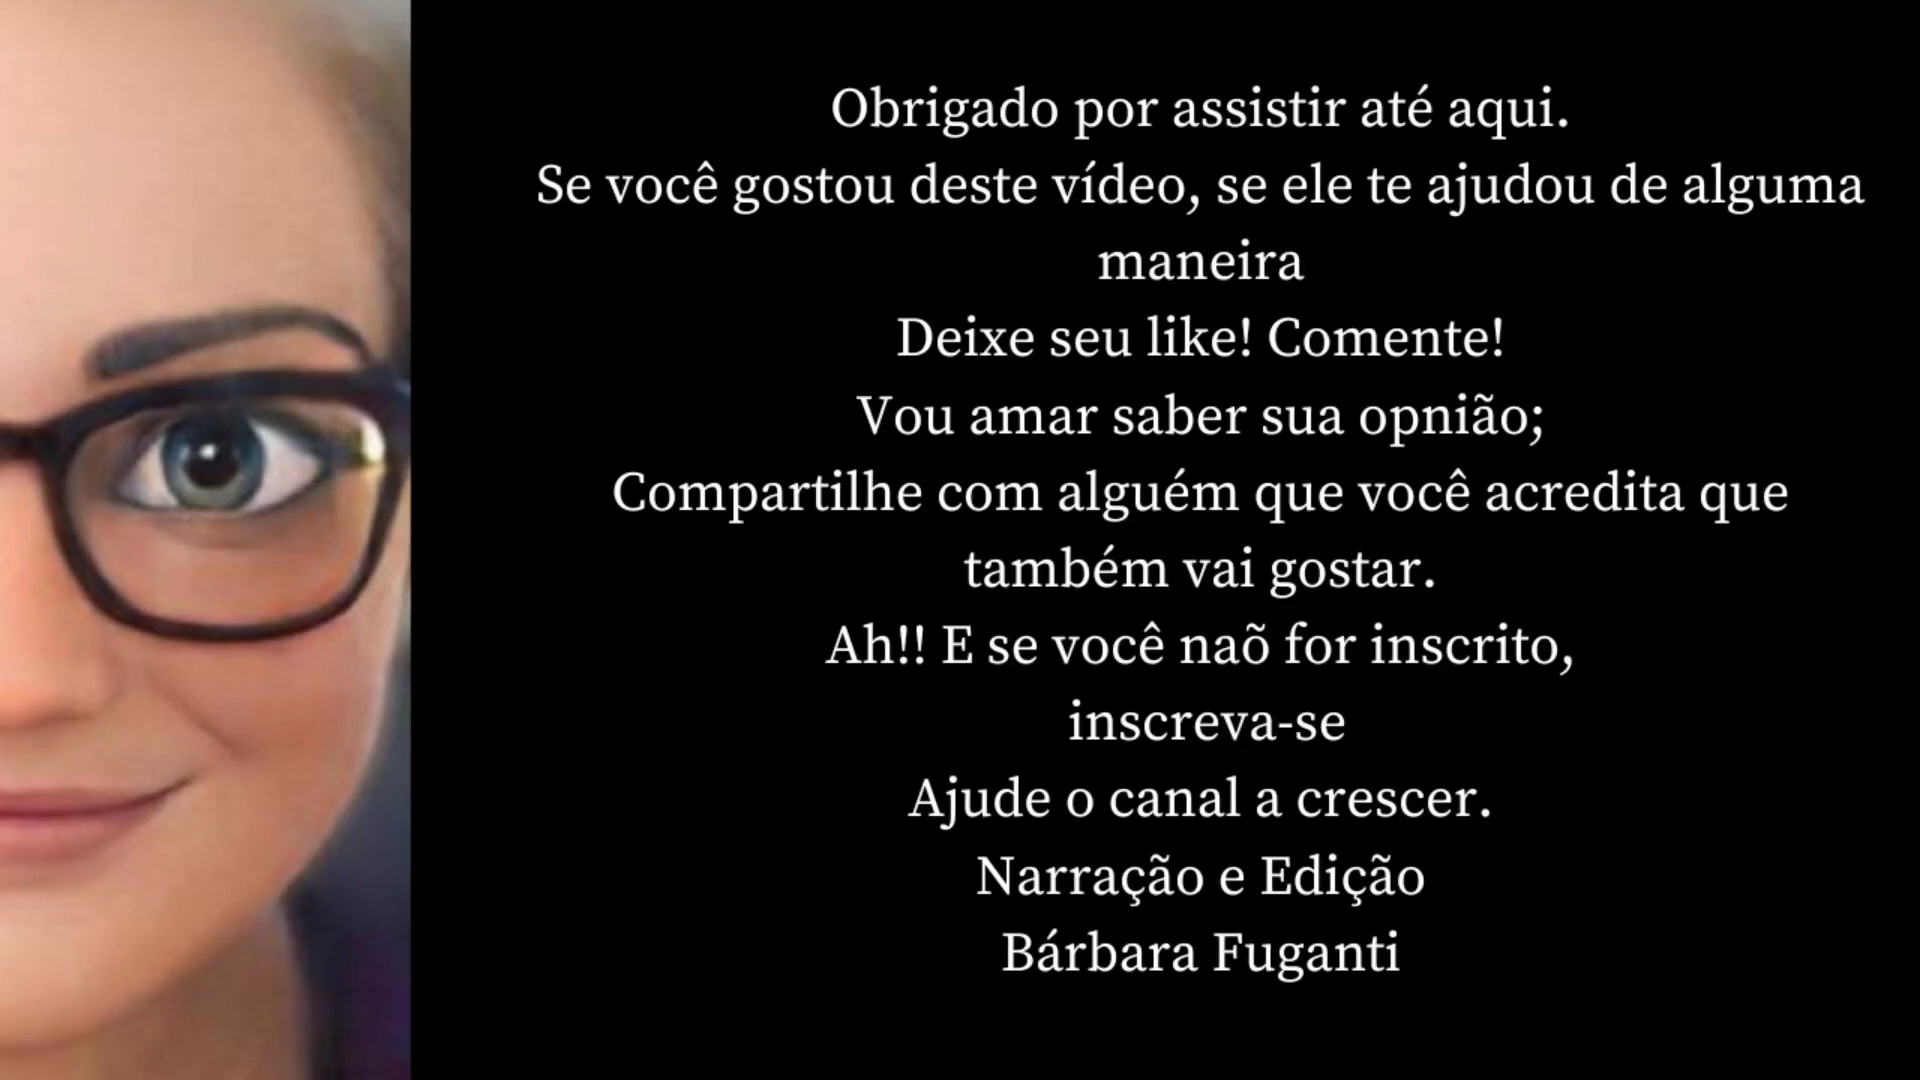 Obrigado por assistir até aqui.
Se você gostou deste vídeo, se ele te ajudou de alguma
maneira
Deixe seu like! Comente!
Vou amar saber sua opnião;
Compartilhe com alguém que você acredita que
também vai gostar.
Ah!! E se você naõ for inscrito,
inscreva-se
Ajude o canal a crescer.
Narração e Edição
Bárbara Fuganti